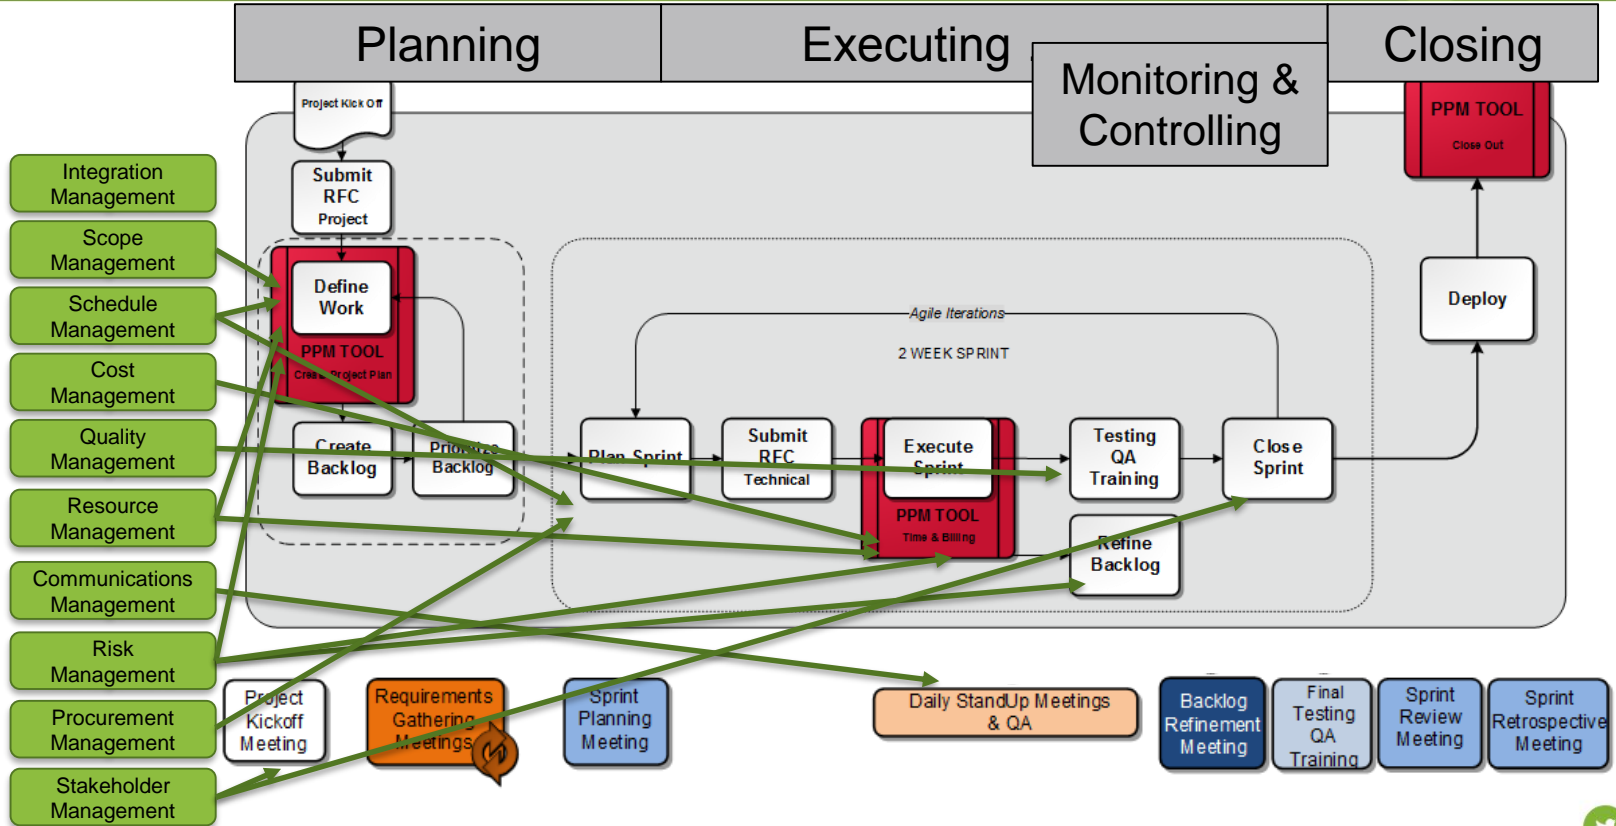 Planning
Executing
Monitoring &
Controlling
Closing
Project Kick Off
PPM TOOL
Close Out
Integration
Management
Scope
Management
Schedule
Management
Cost
Management
Quality
Management
Resource
Management
Communications
Management
Risk
Management
Procurement
Management
Stakeholder
Management
Submit
RFC
Project
Define
Work
PPM TOOL
Create Project Plan
Create
Backlog
Prioritize
Backlog
Agile Iterations
2 WEEK SPRINT
Plan Sprint
Submit
RFC
Technical
Execute
Sprint
PPM TOOL
Time & Billing
Testing
QA
Training
Refine
Backlog
Close
Sprint
Deploy
Project
Kickoff
Meeting
Requirements
Gathering
Meetings
Sprint
Planning
Meeting
Daily StandUp Meetings
& QA
Backlog
Refinement
Meeting
Final
Testing
QA
Training
Sprint
Review
Meeting
Sprint
Retrospective
Meeting